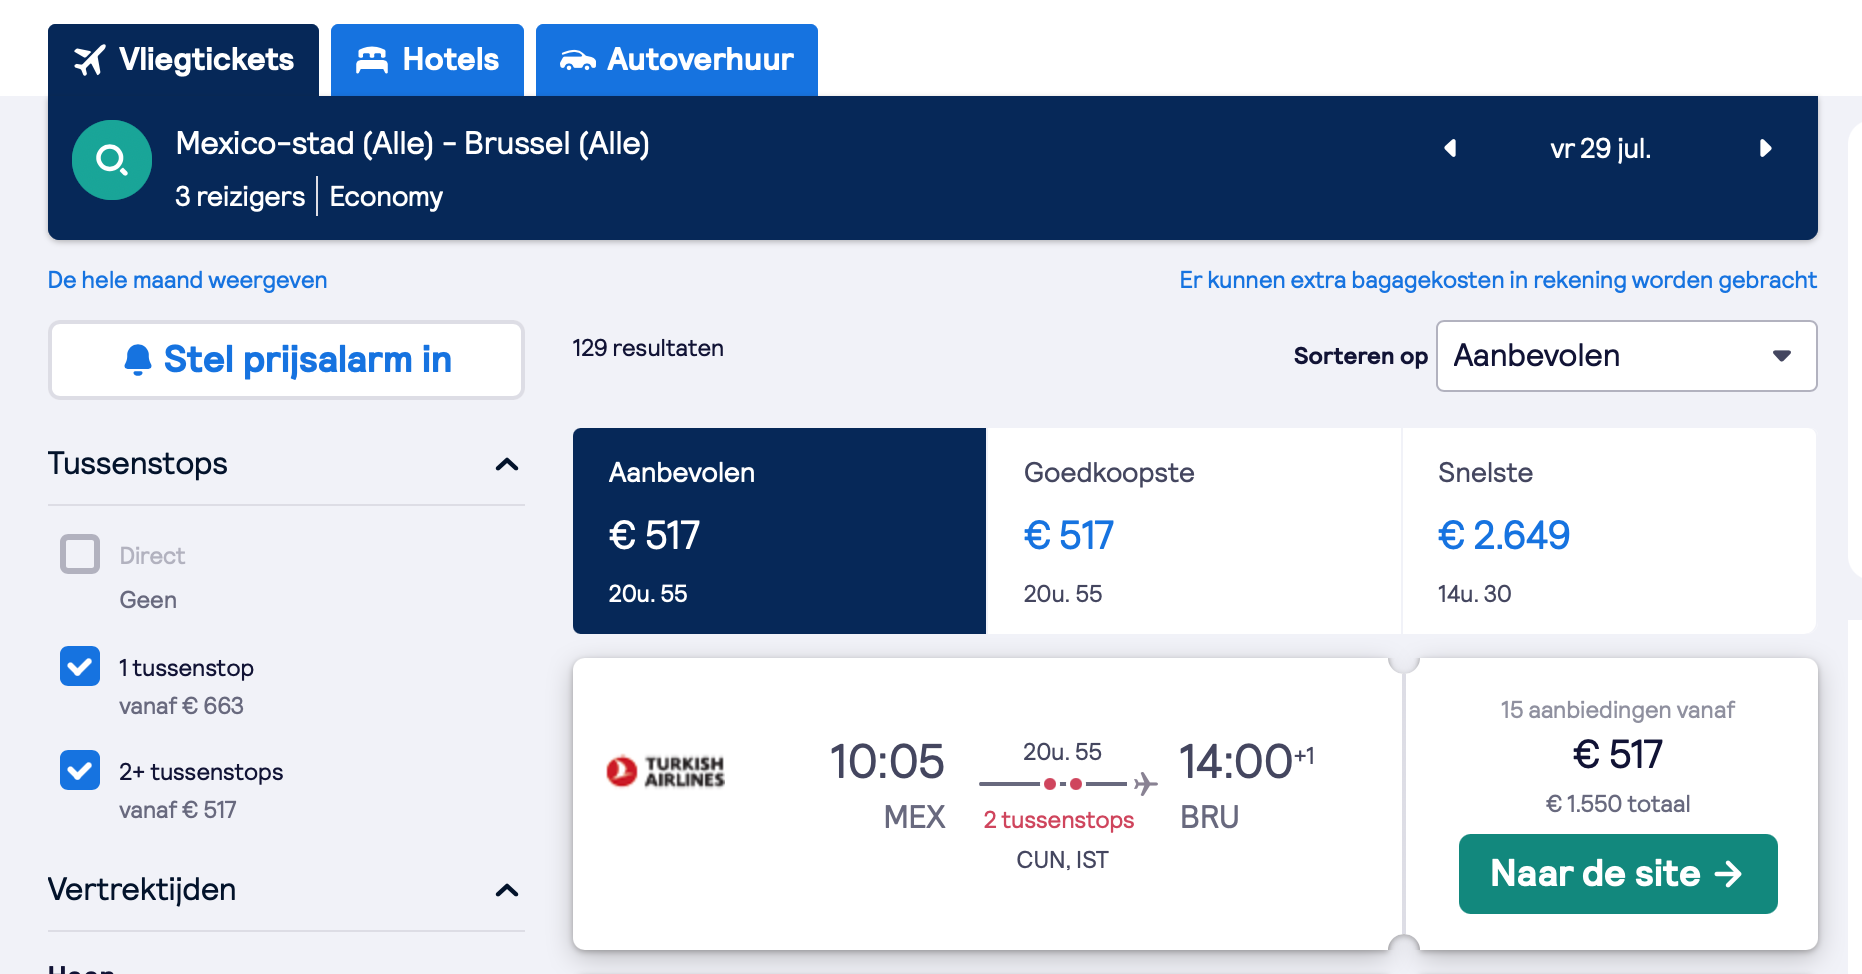 Vliegtickets
Hotels
Autoverhuur
Mexico-stad (Alle) - Brussel (Alle)
3 reizigers
Economy
vr 29 jul.
De hele maand weergeven
Er kunnen extra bagagekosten in rekening worden gebracht
Stel prijsalarm in
129 resultaten
Sorteren op
Aanbevolen
Tussenstops
Direct
Geen
1 tussenstop
vanaf € 663
2+ tussenstops
vanaf € 517
Vertrektijden
Aanbevolen
€ 517
20u. 55
Goedkoopste
€ 517
20u. 55
Snelste
€ 2.649
14u. 30
TURKISH
AIRLINES
10:05
MEX
20u. 55
2 tussenstops
CUN, IST
14:00+1
BRU
15 aanbiedingen vanaf
€ 517
€ 1.550 totaal
Naar de site →